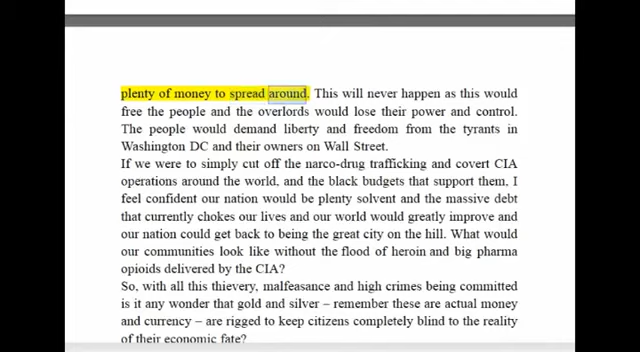 plenty of money to spread around. This will never happen as this would
free the people and the overlords would lose their power and control.
The people would demand liberty and freedom from the tyrants in
Washington DC and their owners on Wall Street.
If we were to simply cut off the narco-drug trafficking and covert CIA
operations around the world, and the black budgets that support them, I
feel confident our nation would be plenty solvent and the massive debt
that currently chokes our lives and our world would greatly improve and
our nation could get back to being the great city on the hill. What would
our communities look like without the flood of heroin and big pharma
opioids delivered by the CIA?
So, with all this thievery, malfeasance and high crimes being committed
is it any wonder that gold and silver – remember these are actual money
and currency – are rigged to keep citizens completely blind to the reality
of their economic fate?